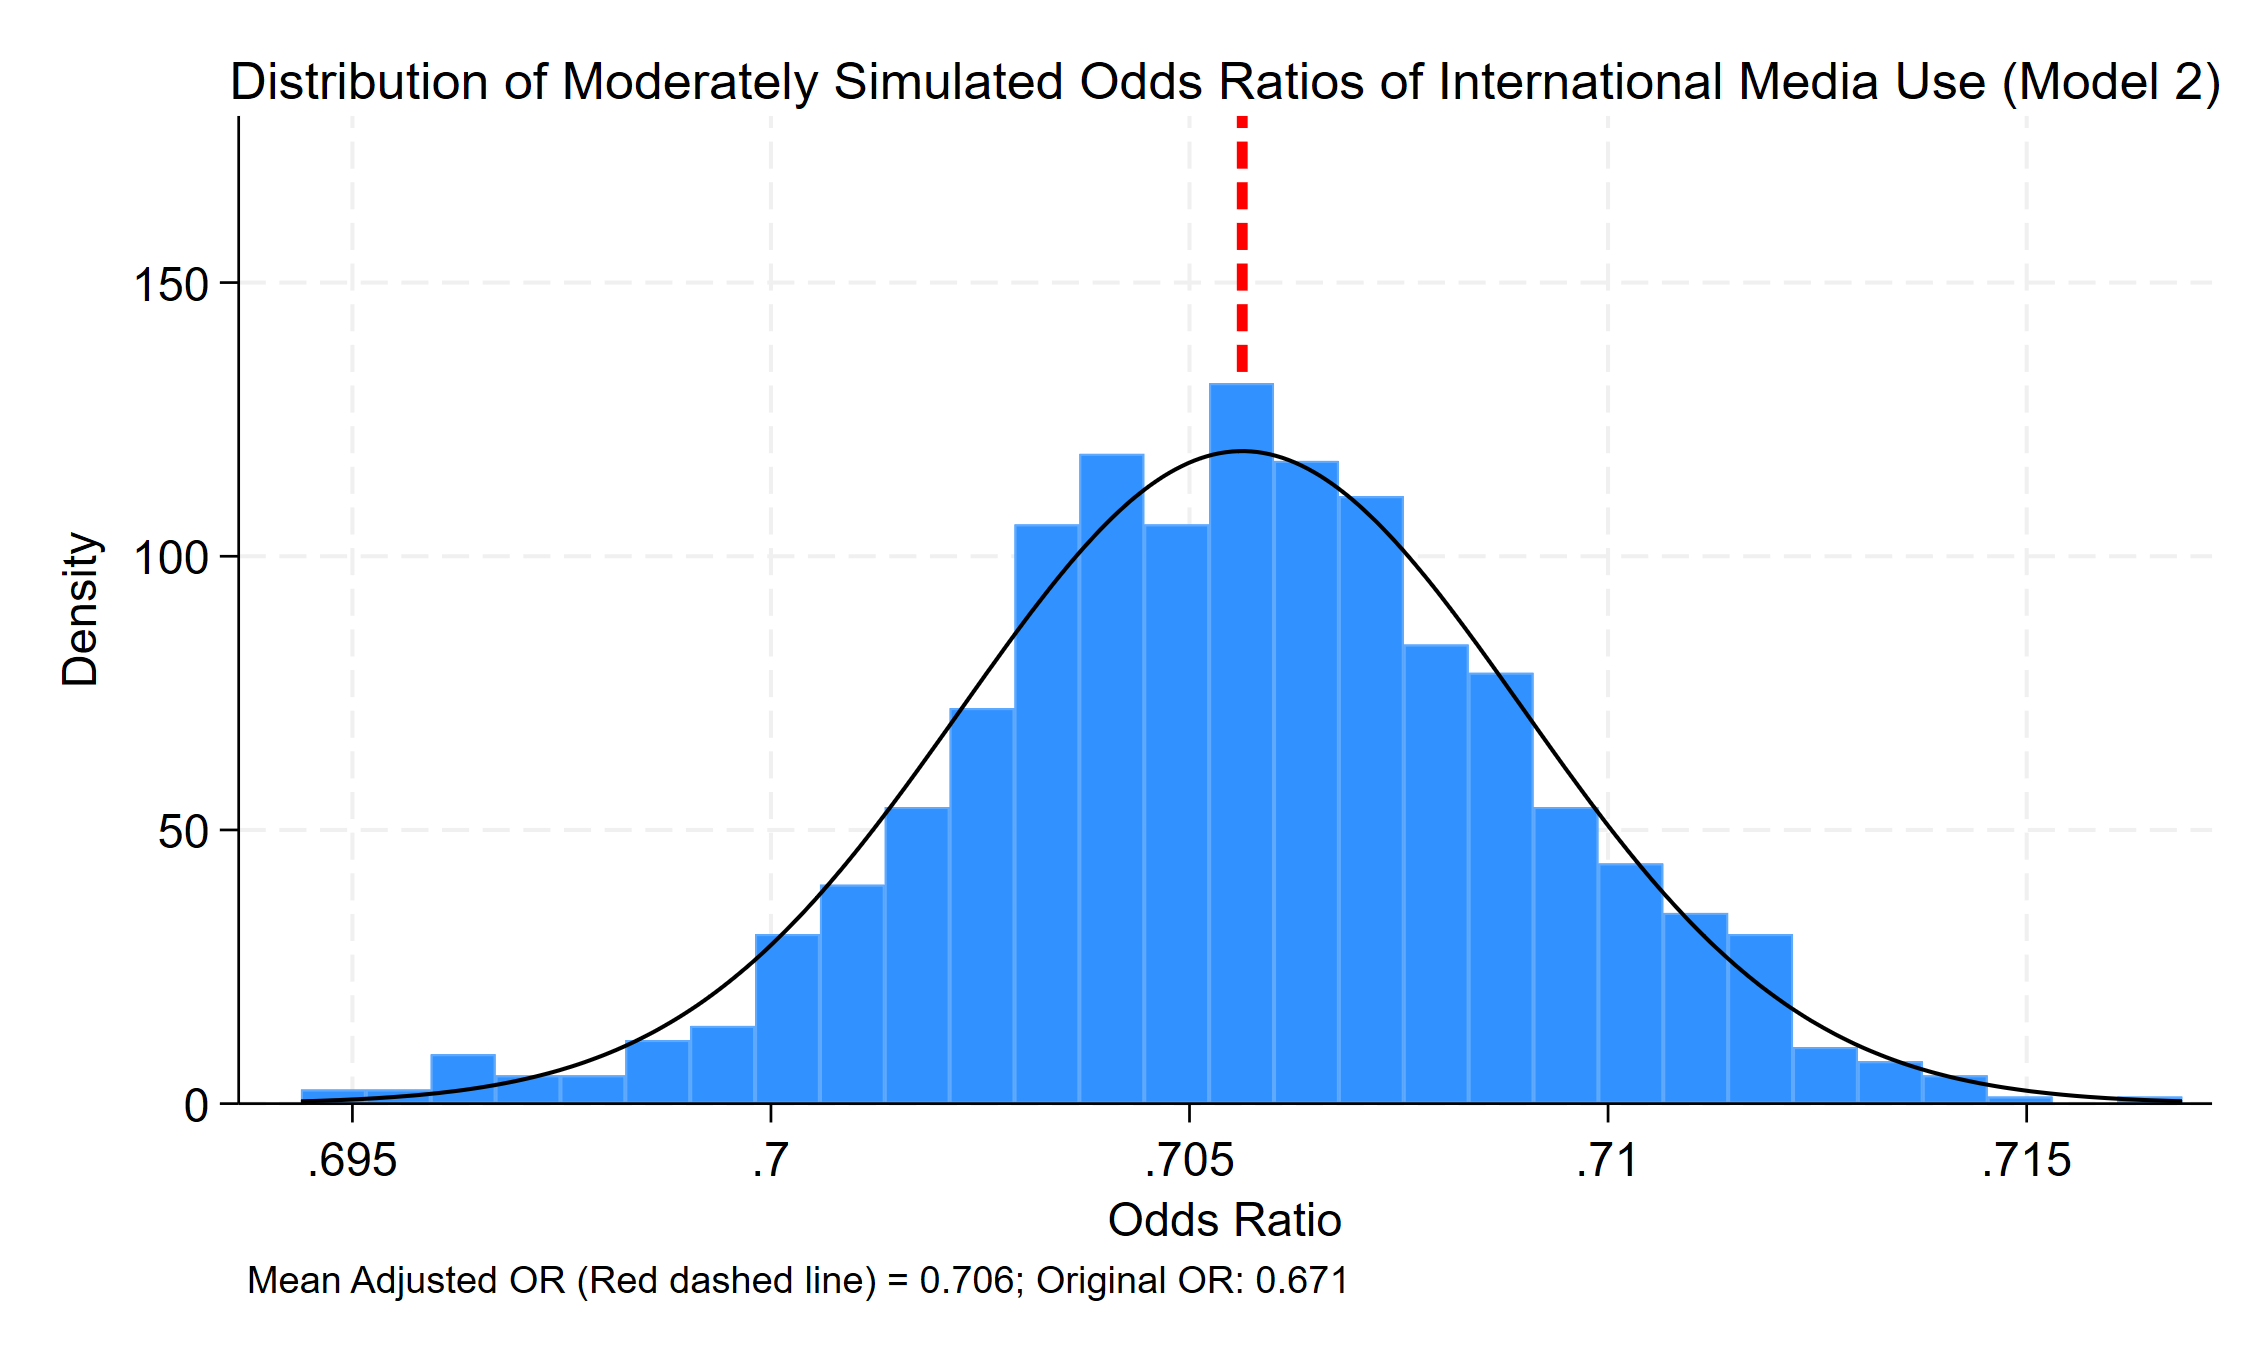 Distribution of Moderately Simulated Odds Ratios of International Media Use (Model 2)
150
100
50
0
Density
.695 .7 .705 .71 .715
Odds Ratio
Mean Adjusted OR (Red dashed line) = 0.706; Original OR: 0.671